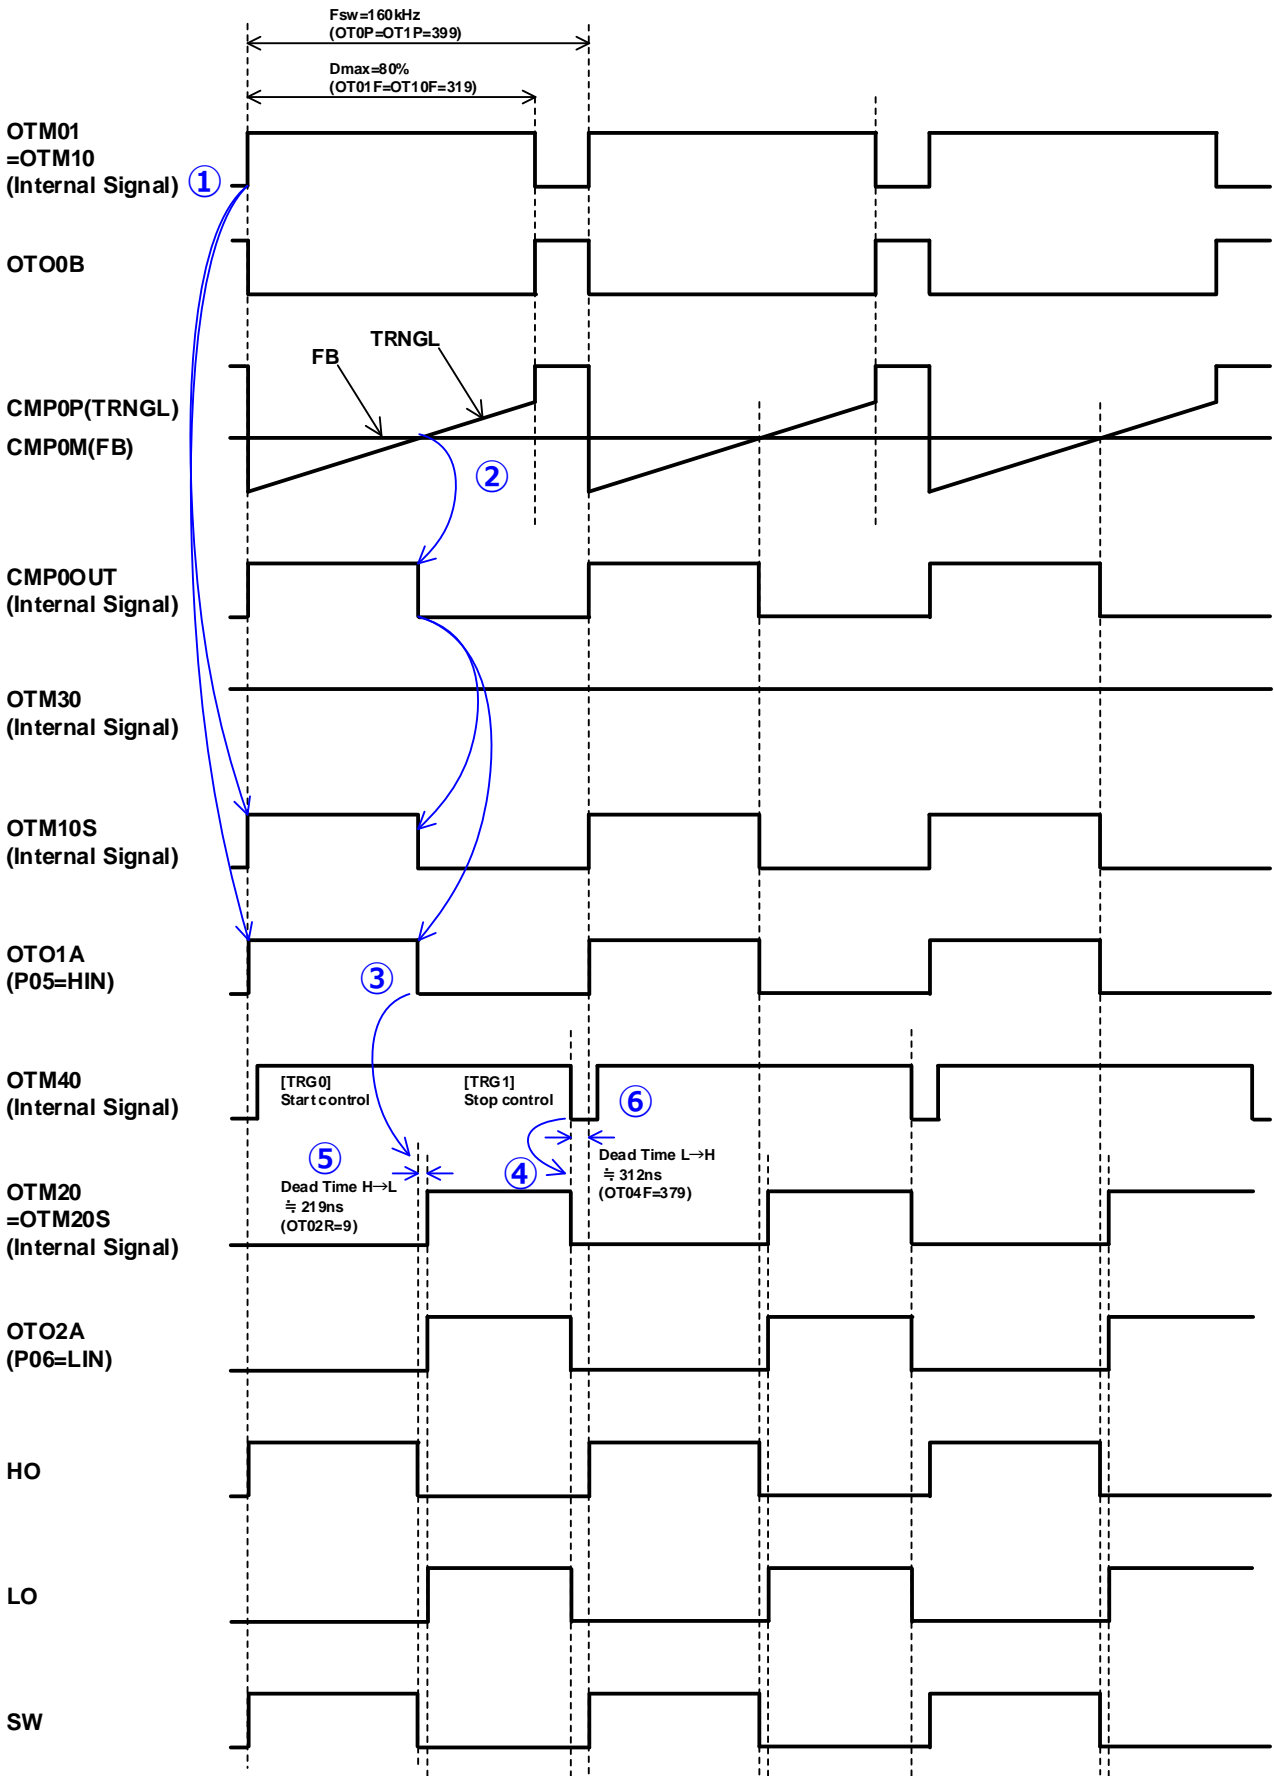 Fsw=160kHz
(OT0P=OT1P=399)
Dmax=80%
(OT01F=OT10F=319)
OTM01
=OTM10
(Internal Signal)
①
OTO0B
FB
TRNGL
CMP0P(TRNGL)
CMP0M(FB)
②
CMP0OUT
(Internal Signal)
OTM30
(Internal Signal)
OTM10S
(Internal Signal)
OTO1A
(P05=HIN)
③
OTM40
(Internal Signal)
[TRG0]
Start control
[TRG1]
Stop control
⑥
⑤
Dead Time H→L
≒ 219ns
(OT02R=9)
④
Dead Time L→H
≒ 312ns
(OT04F=379)
OTM20
=OTM20S
(Internal Signal)
OTO2A
(P06=LIN)
HO
LO
SW